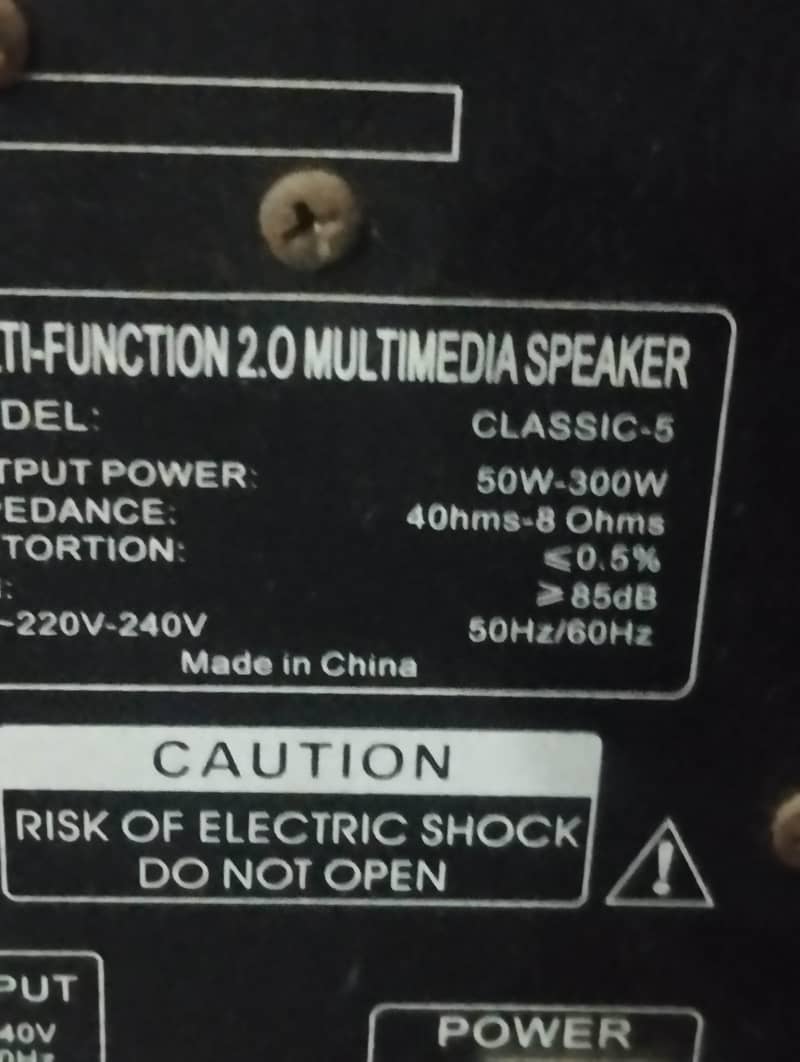 TI-FUNCTION 2.0 MULTIMEDIA SPEAKER
DEL: CLASSIC-5
TPUT POWER: 50W-300W
EDANCE: 4Ohms-8 Ohms
TORTION: ≤0.5%
: ≥85dB
~220V-240V 50Hz/60Hz
Made in China
CAUTION
RISK OF ELECTRIC SHOCK
DO NOT OPEN
PUT
40V
0Hz
POWER